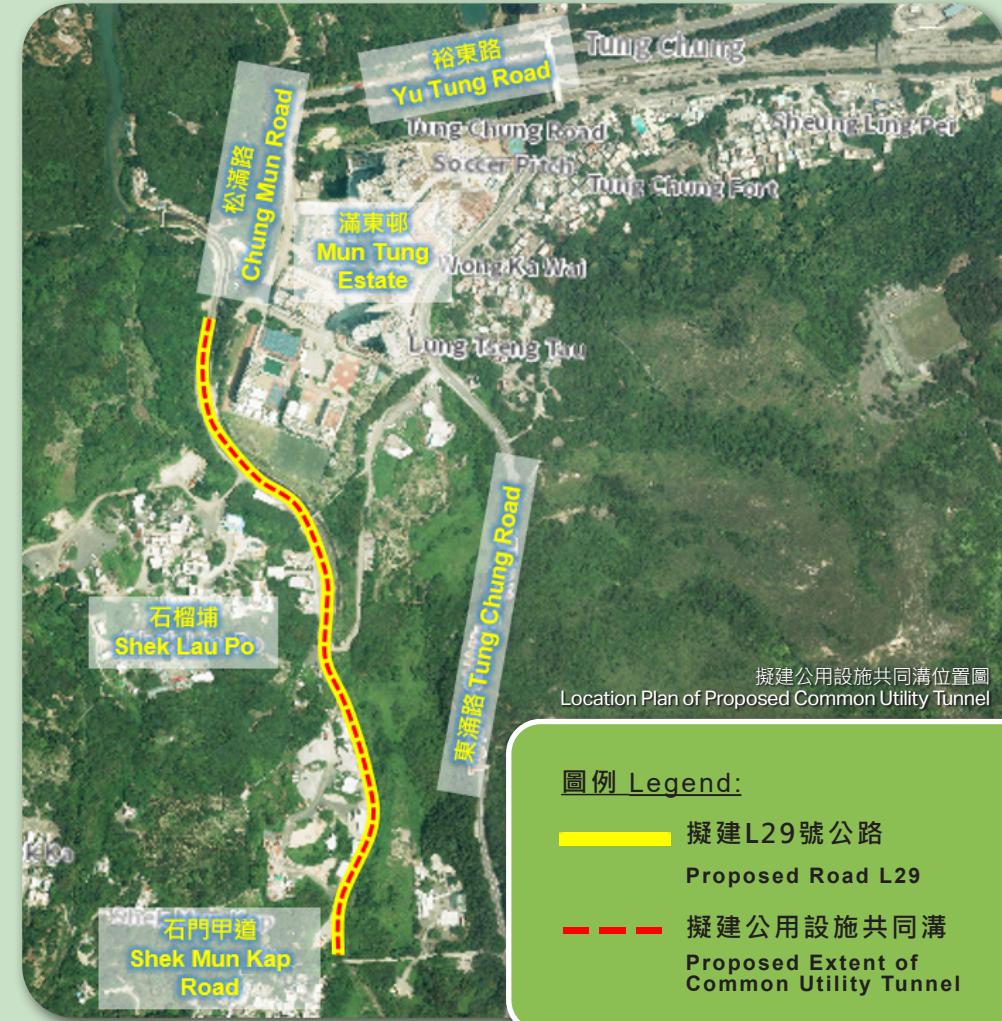 裕東路
Yu Tung Road
Tung Chung
松滿路
Chung Mun Road
Tung Chung Road
Soccer Pitch
Sheung Ling Pei
Tung Chung Fort
滿東邨
Mun Tung
Estate
Wong Ka Wai
Lung Tseng Tau
東涌路 Tung Chung Road
石榴埔
Shek Lau Po
擬建公用設施共同溝位置圖
Location Plan of Proposed Common Utility Tunnel
石門甲道
Shek Mun Kap
Road
圖例 Legend:
擬建L29號公路
Proposed Road L29
擬建公用設施共同溝
Proposed Extent of
Common Utility Tunnel